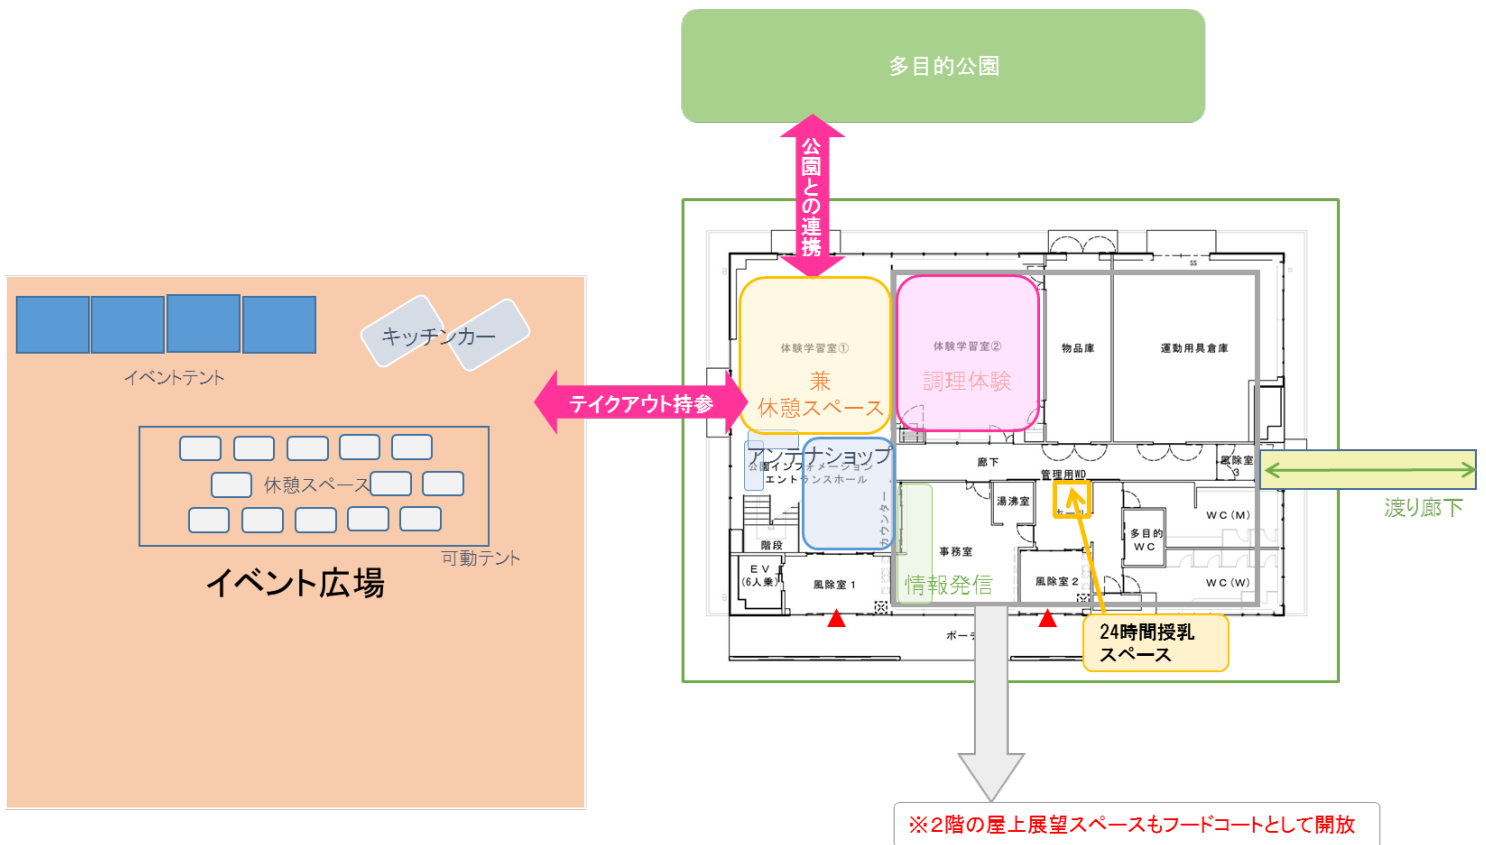 多目的公園
公園との連携
イベントテント
キッチンカー
テイクアウト持参
休憩スペース
可動テント
イベント広場
体験学習室①
兼
休憩スペース
体験学習室②
調理体験
物品庫
運動用具倉庫
SS
アンテナショップ
公園インフォメーション
エントランスホール
カウンター
廊下
管理用WD
風除室
3
渡り廊下
湯沸室
ホール
WC(M)
多目的
WC
階段
事務室
EV
(6人乗)
風除室1
情報発信
風除室2
WC(W)
24時間授乳
スペース
ポーチ
※2階の屋上展望スペースもフードコートとして開放